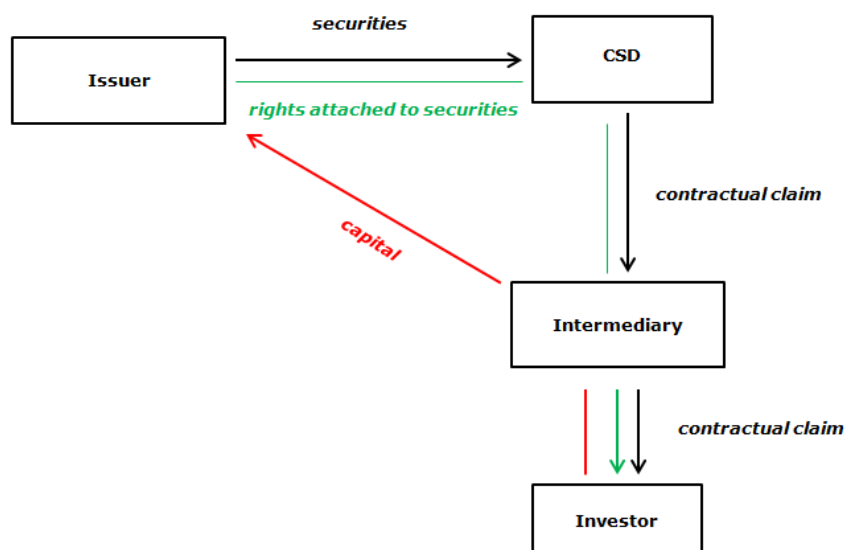 securities
Issuer
CSD
rights attached to securities
contractual claim
capital
Intermediary
contractual claim
Investor